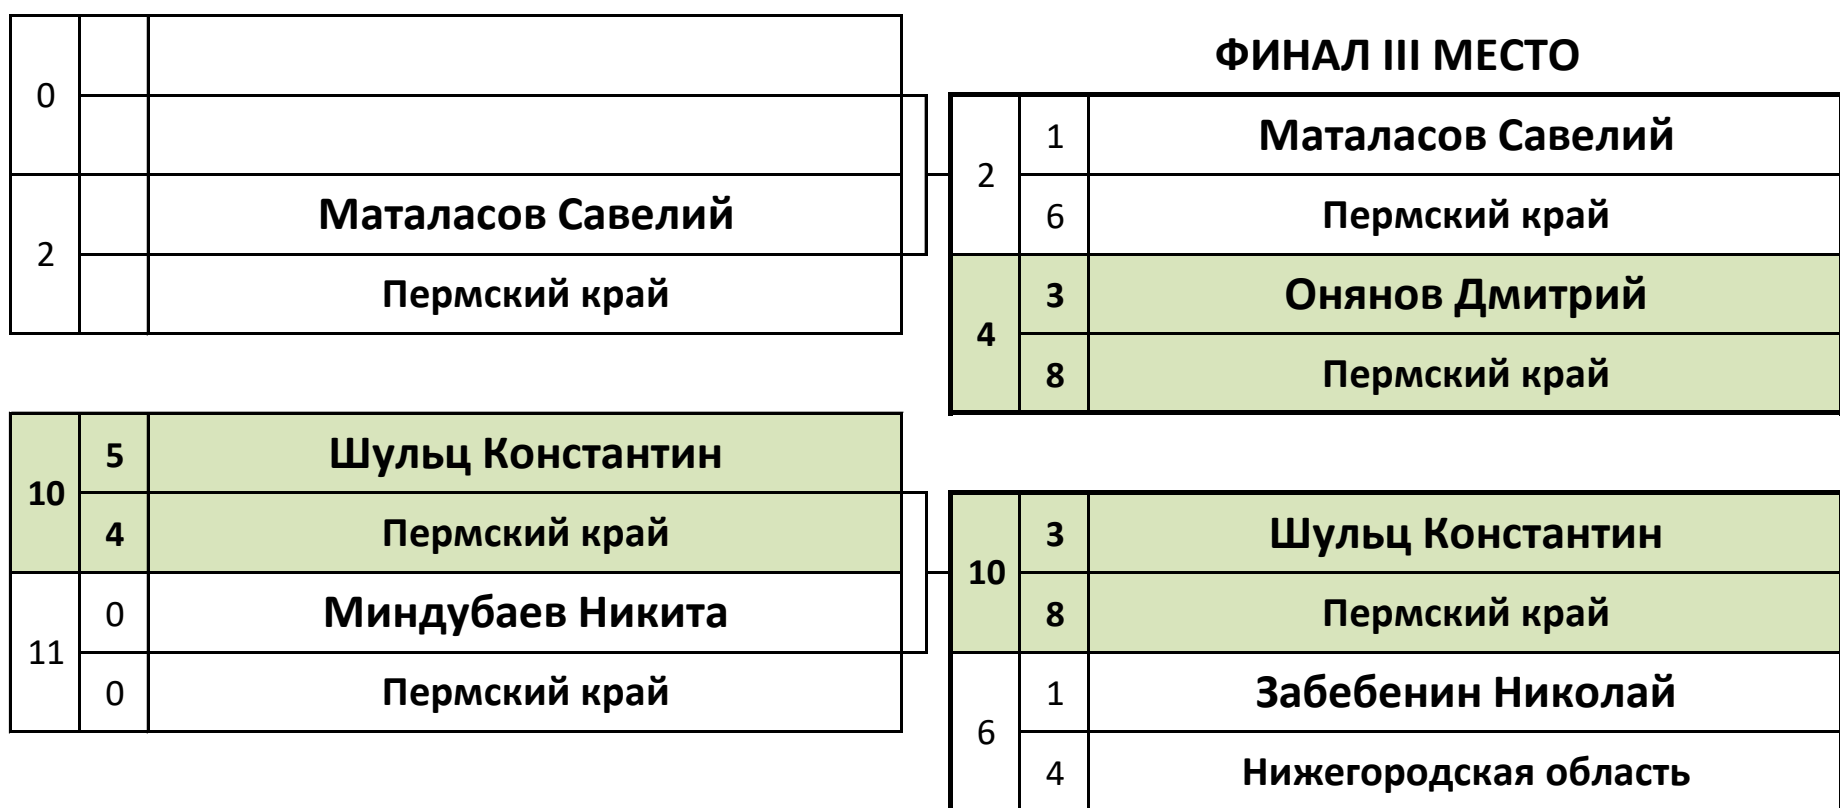 0
2 Маталасов Савелий
Пермский край
10 5 Шульц Константин
4 Пермский край
11 0 Миндубаев Никита
0 Пермский край
ФИНАЛ III МЕСТО
2 1 Маталасов Савелий
6 Пермский край
4 3 Онянов Дмитрий
8 Пермский край
10 3 Шульц Константин
8 Пермский край
6 1 Забебенин Николай
4 Нижегородская область